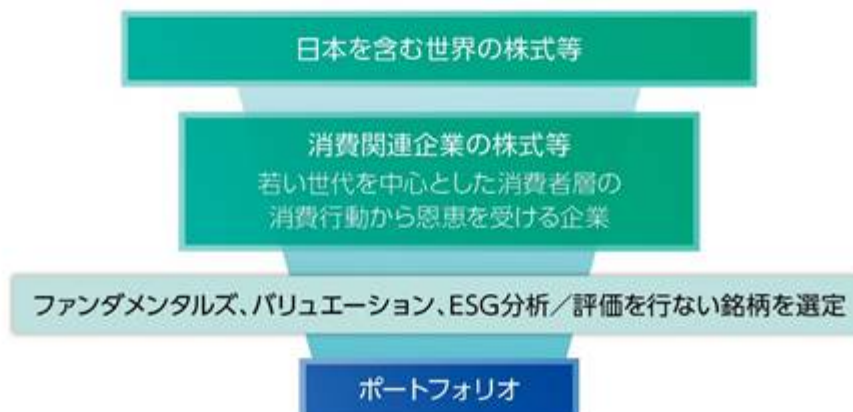 日本を含む世界の株式等
消費関連企業の株式等
若い世代を中心とした消費者層の
消費行動から恩恵を受ける企業
ファンダメンタルズ、バリュエーション、ESG分析／評価を行ない銘柄を選定
ポートフォリオ